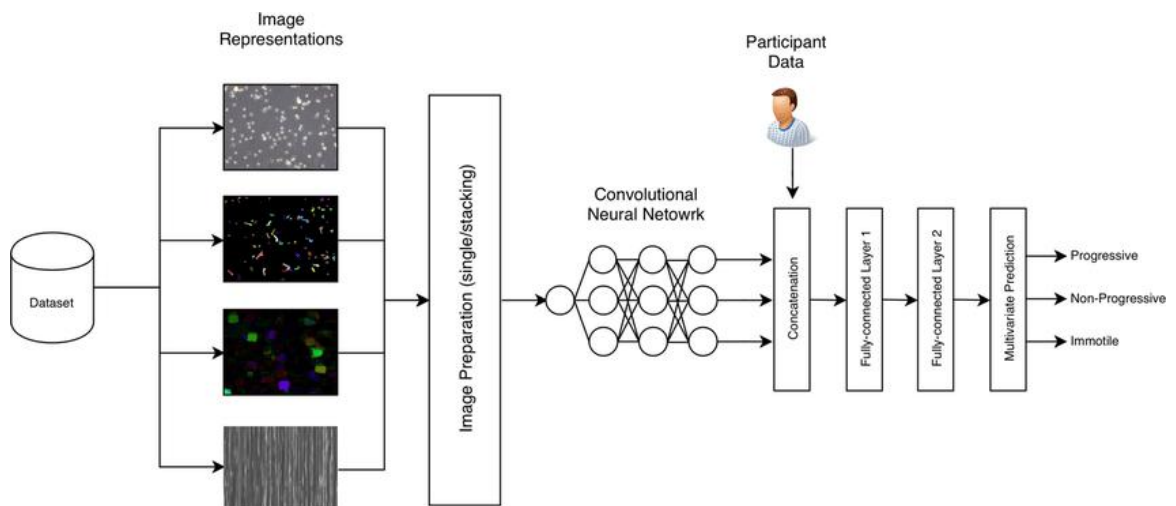 Image
Representations
Participant
Data
Dataset
Image Preparation (single/stacking)
Convolutional
Neural Netowrk
Concatenation
Fully-connected Layer 1
Fully-connected Layer 2
Multivariate Prediction
Progressive
Non-Progressive
Immotile